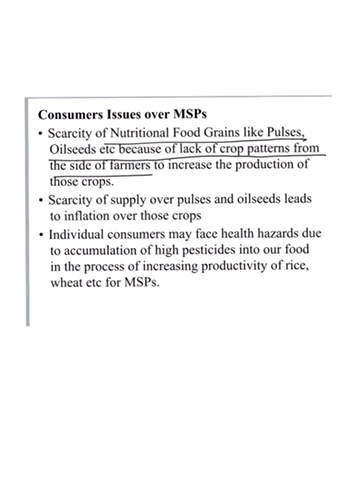 Consumers Issues over MSPs
• Scarcity of Nutritional Food Grains like Pulses,
Oilseeds etc because of lack of crop patterns from
the side of farmers to increase the production of
those crops.
• Scarcity of supply over pulses and oilseeds leads
to inflation over those crops
• Individual consumers may face health hazards due
to accumulation of high pesticides into our food
in the process of increasing productivity of rice,
wheat etc for MSPs.